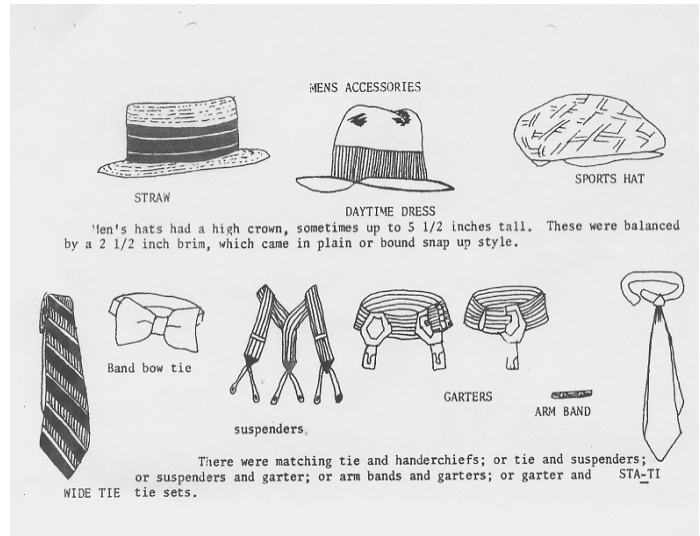 MENS ACCESSORIES
STRAW
DAYTIME DRESS
SPORTS HAT
Men's hats had a high crown, sometimes up to 5 1/2 inches tall. These were balanced
by a 2 1/2 inch brim, which came in plain or bound snap up style.
Band bow tie
suspenders
GARTERS
ARM BAND
There were matching tie and handerchiefs; or tie and suspenders;
or suspenders and garter; or arm bands and garters; or garter and
tie sets.
WIDE TIE
STA-TI